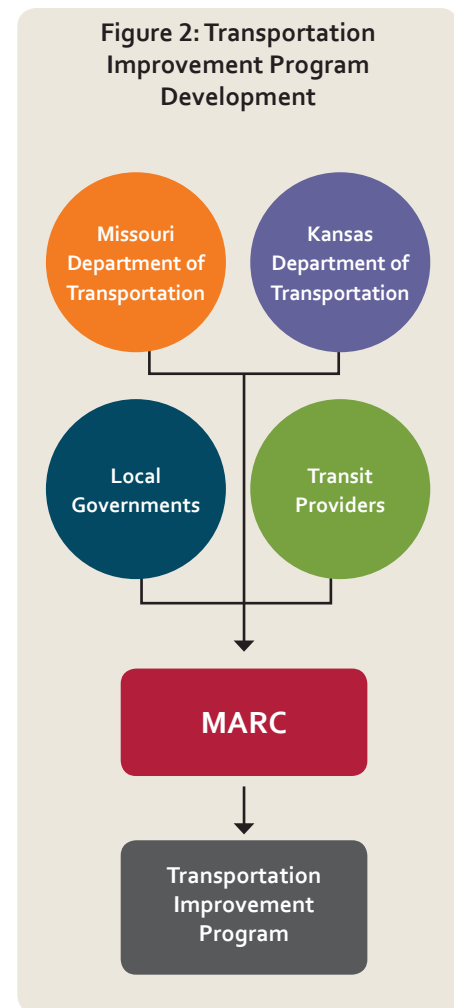 Figure 2: Transportation
Improvement Program
Development
Missouri
Department of
Transportation
Kansas
Department of
Transportation
Local
Governments
Transit
Providers
MARC
Transportation
Improvement
Program